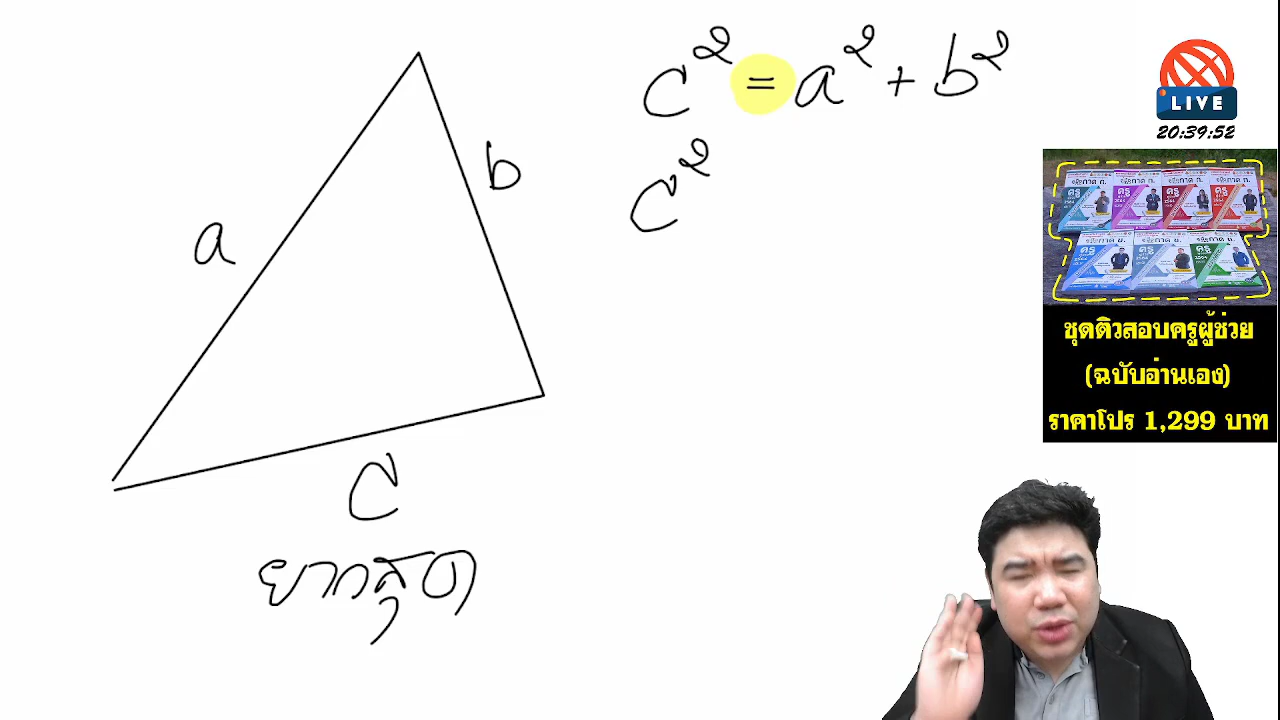 c² = a² + b²
c²
a
b
c
ยาวสุด
LIVE
20:39:52
ชุดติวสอบครูผู้ช่วย
(ฉบับอ่านเอง)
ราคาโปร 1,299 บาท